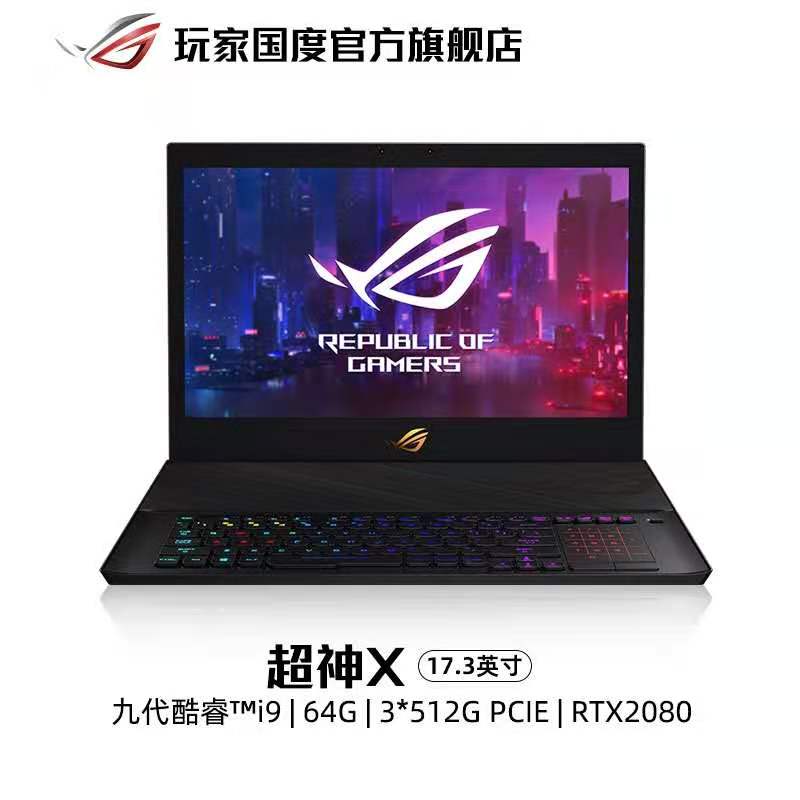 玩家国度官方旗舰店
REPUBLIC OF
GAMERS
超神X 17.3英寸
九代酷睿™i9 | 64G | 3*512G PCIE | RTX2080